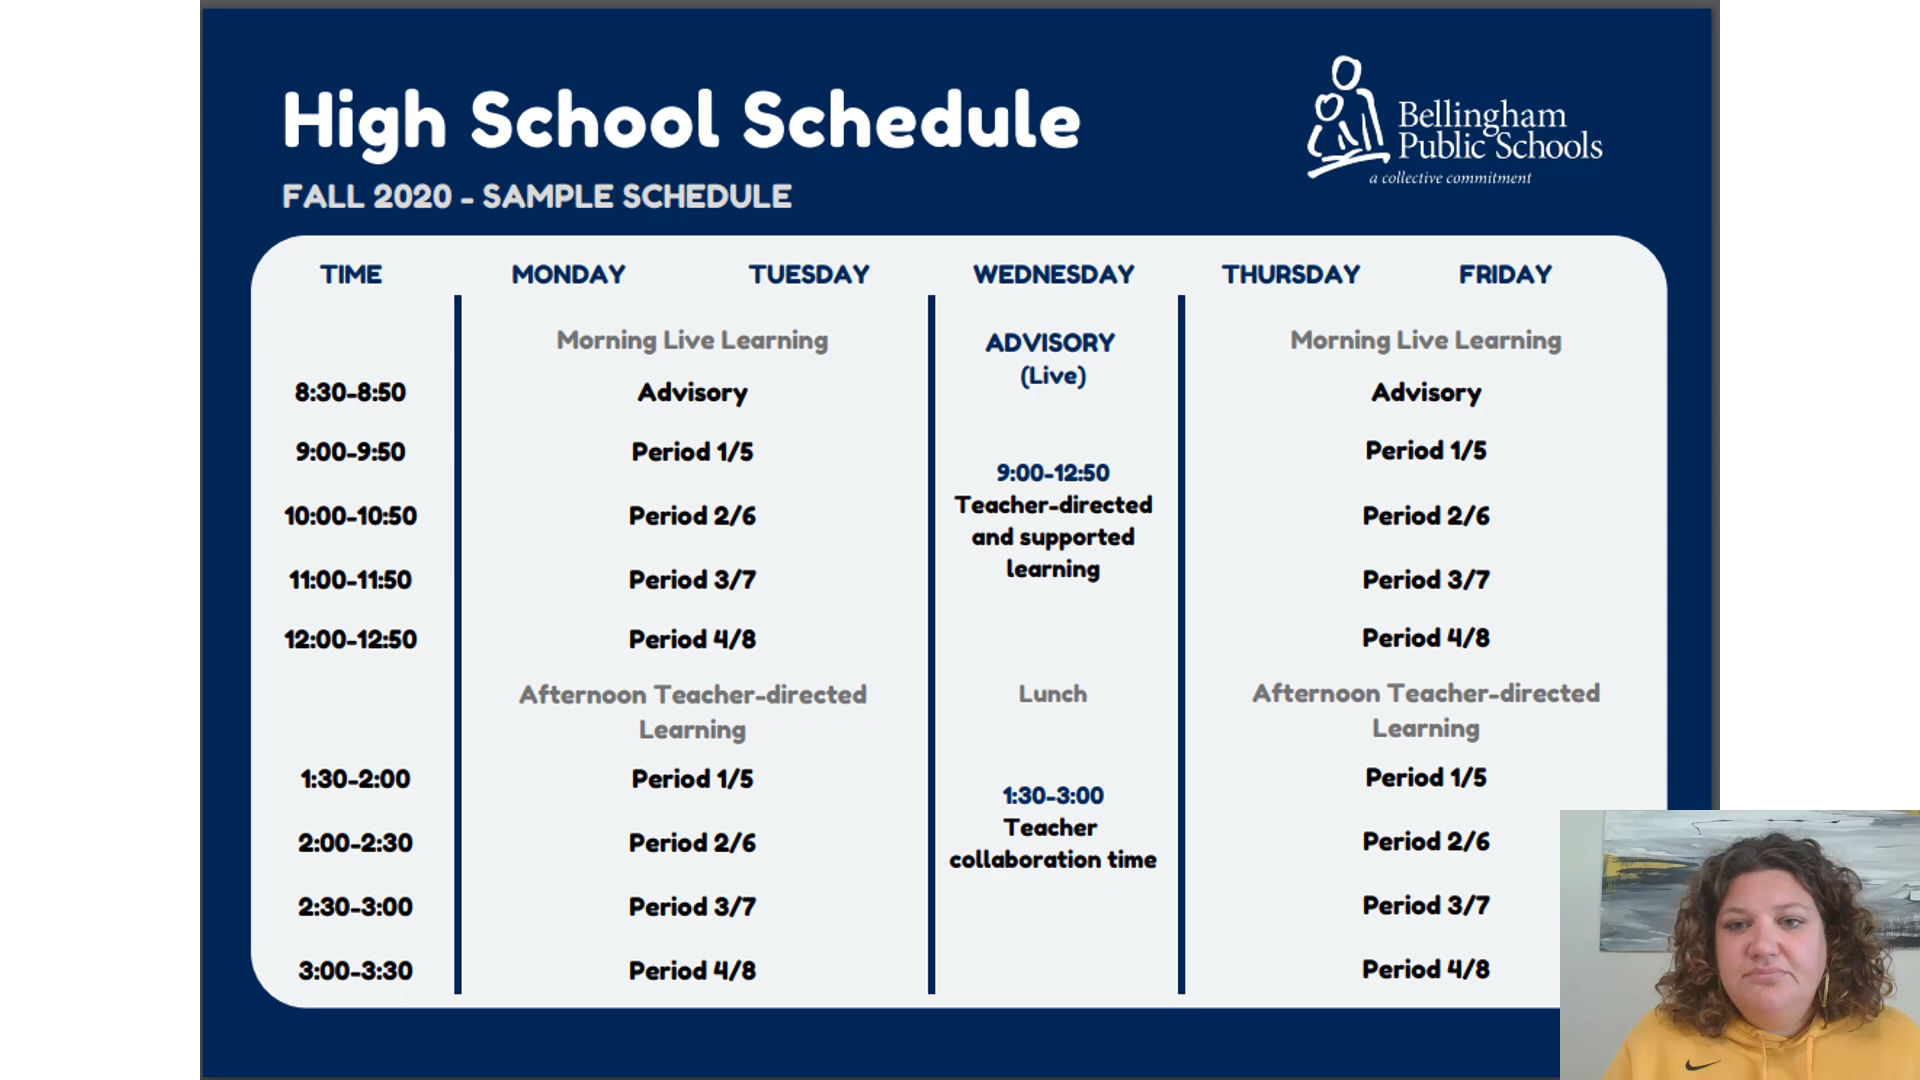 High School Schedule
FALL 2020 - SAMPLE SCHEDULE
Bellingham
Public Schools
a collective commitment
TIME MONDAY TUESDAY WEDNESDAY THURSDAY FRIDAY
Morning Live Learning ADVISORY Morning Live Learning
(Live)
8:30-8:50 Advisory Advisory
9:00-9:50 Period 1/5 Period 1/5
9:00-12:50
Teacher-directed
10:00-10:50 Period 2/6 Period 2/6
and supported
learning
11:00-11:50 Period 3/7 Period 3/7
12:00-12:50 Period 4/8 Period 4/8
Afternoon Teacher-directed Lunch Afternoon Teacher-directed
Learning Learning
1:30-2:00 Period 1/5 Period 1/5
1:30-3:00
Teacher
2:00-2:30 Period 2/6 Period 2/6
collaboration time
2:30-3:00 Period 3/7 Period 3/7
3:00-3:30 Period 4/8 Period 4/8